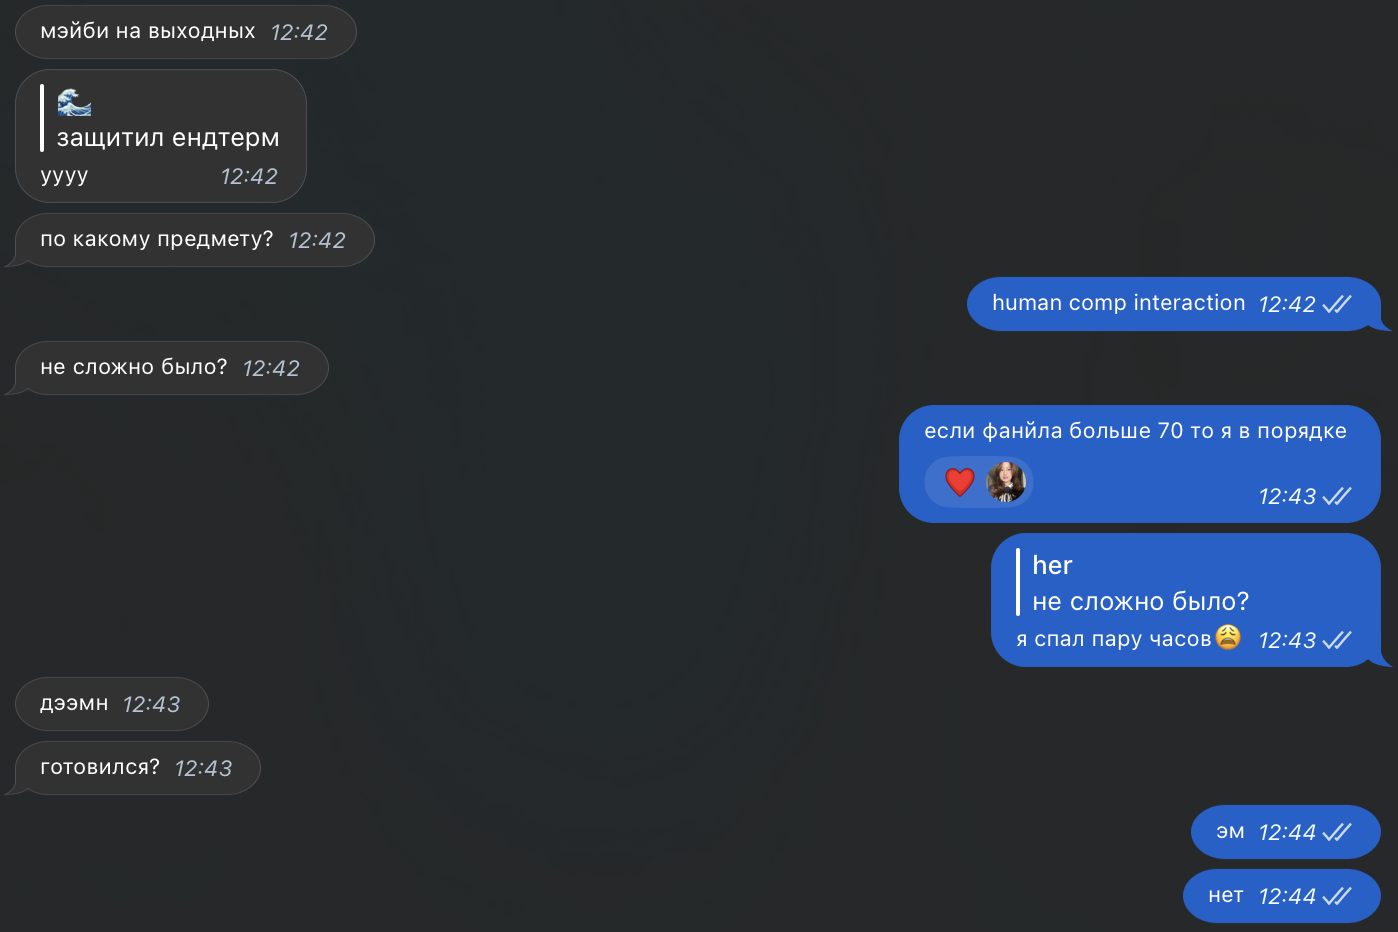 мэйби на выходных 12:42
🌊
защитил ендтерм
уууу 12:42
по какому предмету? 12:42
human comp interaction 12:42
не сложно было? 12:42
если фанйла больше 70 то я в порядке
❤️
12:43
her
не сложно было?
я спал пару часов😩 12:43
дээмн 12:43
готовился? 12:43
эм 12:44
нет 12:44